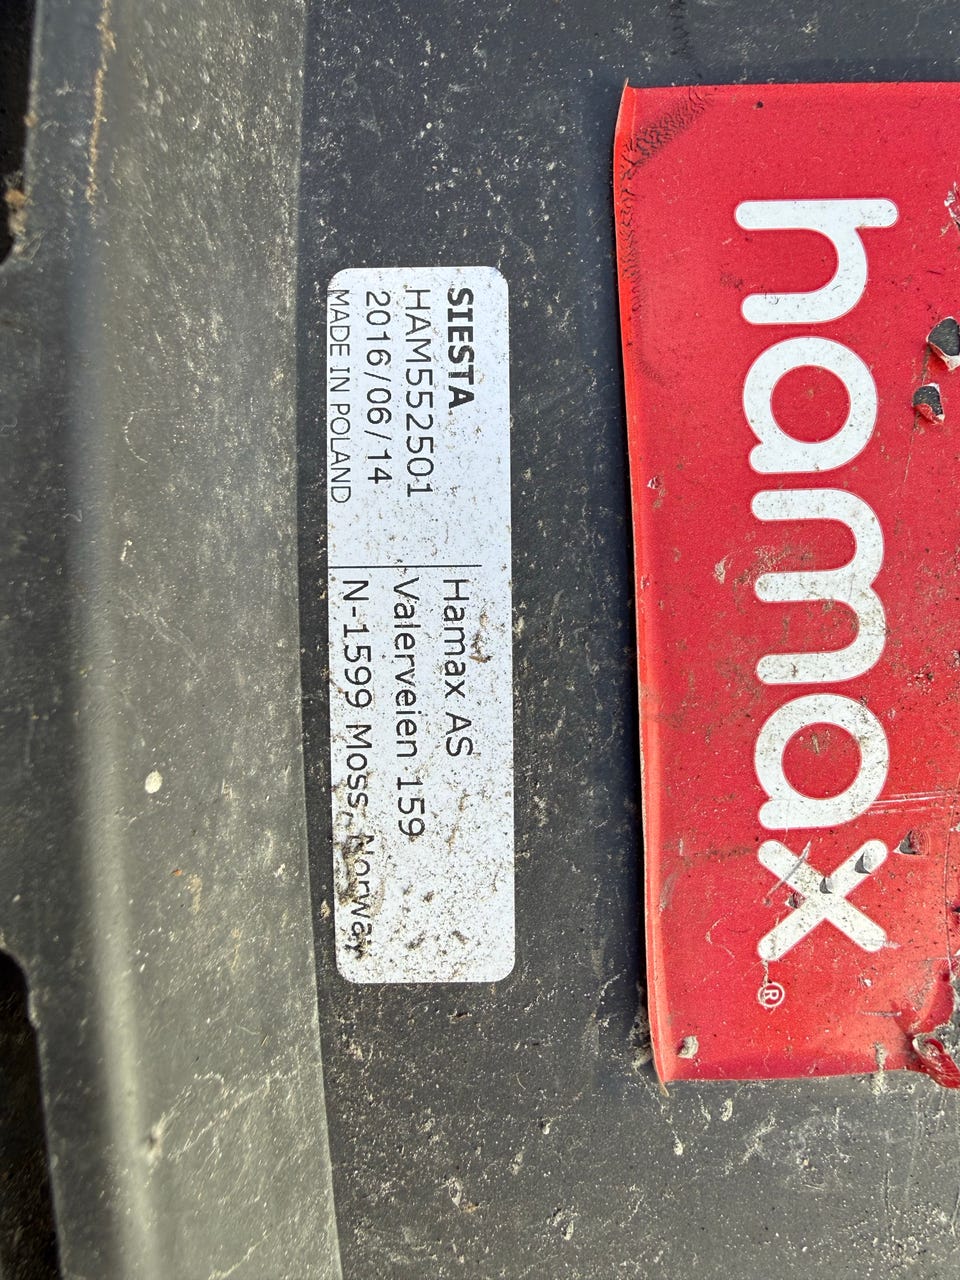 SIESTA
HAM552501
2016/06/14
MADE IN POLAND
Hamax AS
Valerveien 159
N-1599 Moss, Norway
hamax®